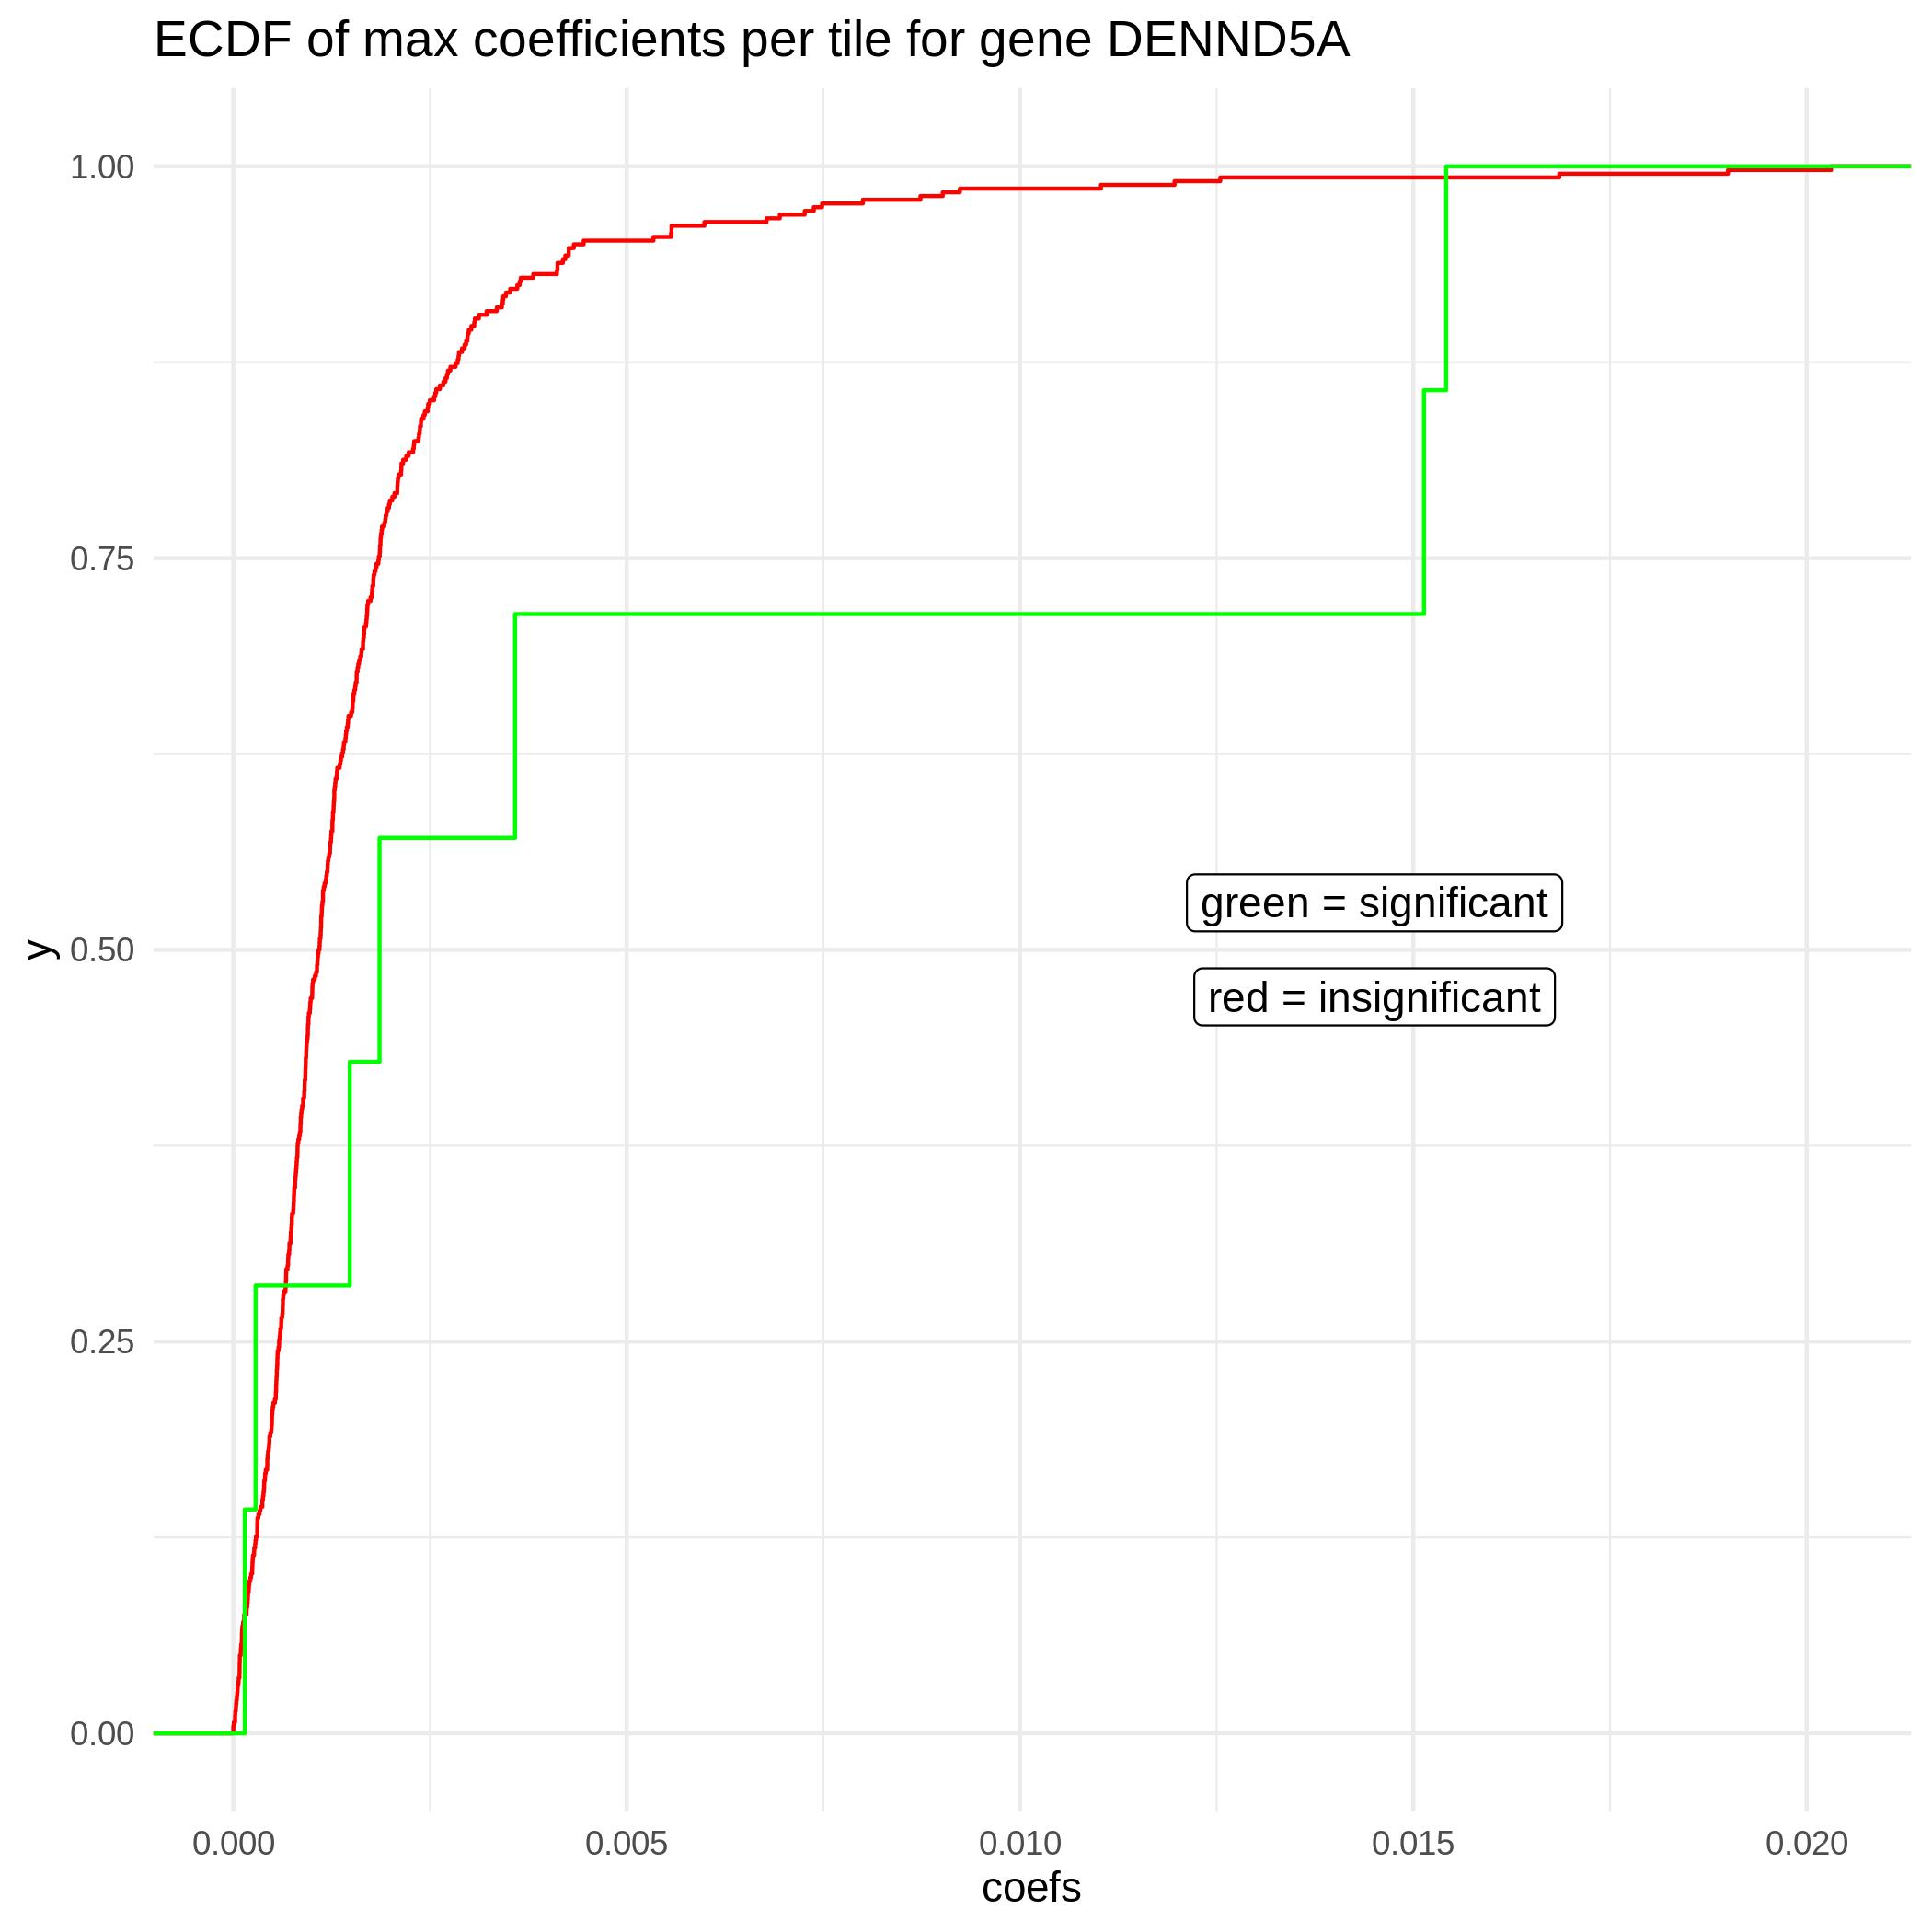 ECDF of max coefficients per tile for gene DENND5A
y
1.00
0.75
0.50
0.25
0.00
green = significant
red = insignificant
0.000 0.005 0.010 0.015 0.020
coefs